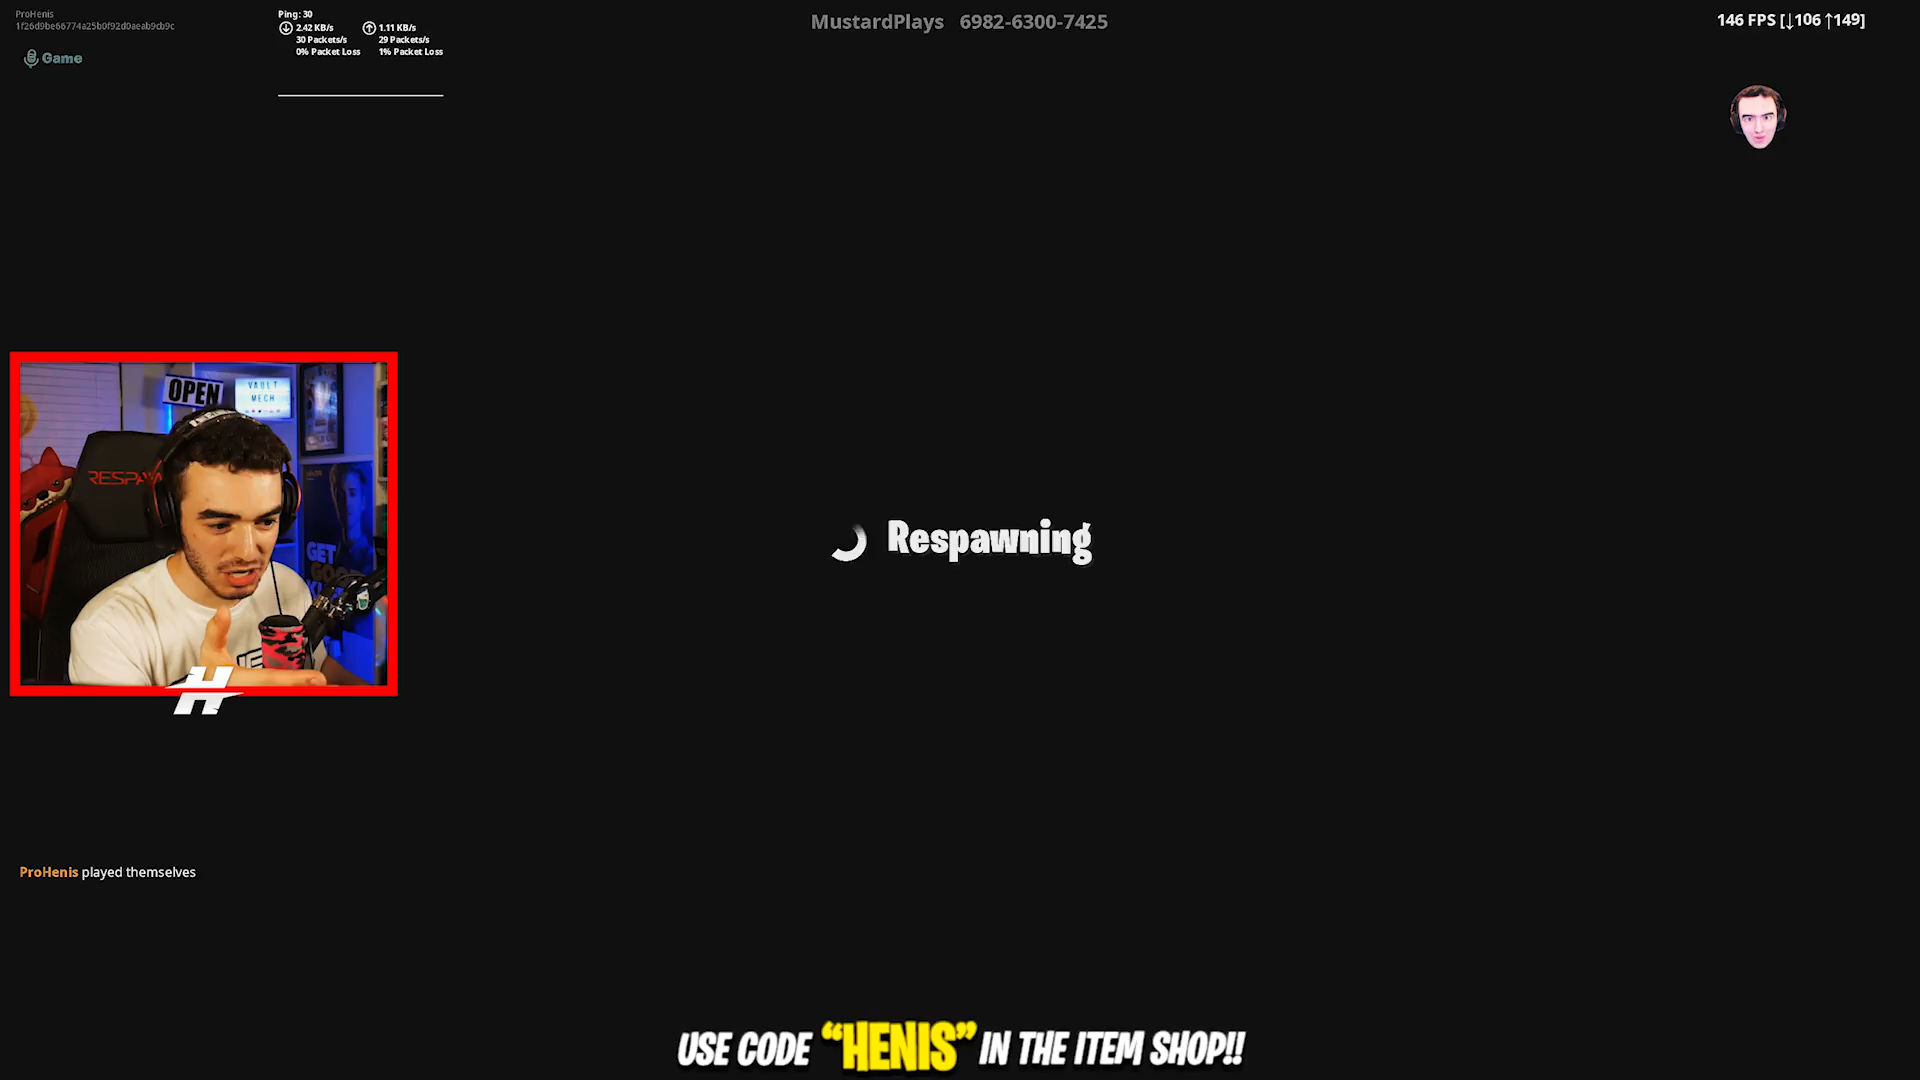 ProHenis
Ping: 30
2.42 KB/s
1.11 KB/s
30 Packets/s
29 Packets/s
0% Packet Loss
1% Packet Loss
Game
MustardPlays 6982-6300-7425
146 FPS [↓106 ↑149]
OPEN
VAULT
MECH
RESPAW
GET
Respawning
H
ProHenis played themselves
USE CODE “HENIS” IN THE ITEM SHOP!!